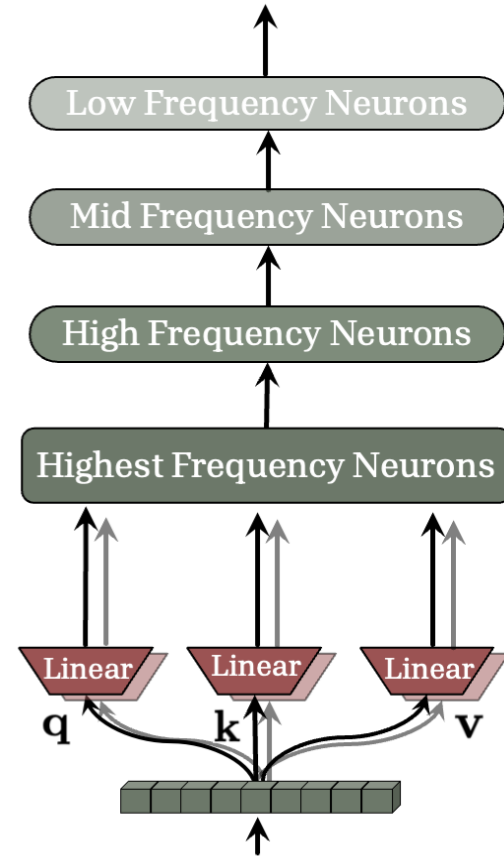 Low Frequency Neurons
Mid Frequency Neurons
High Frequency Neurons
Highest Frequency Neurons
Linear Linear Linear
q k v